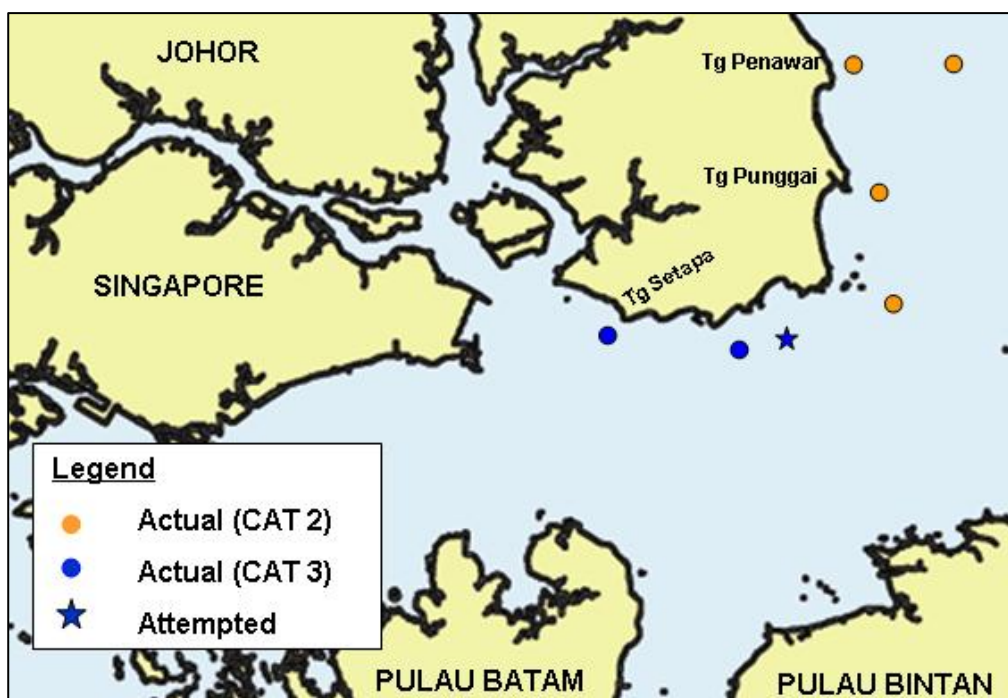 JOHOR
Tg Penawar
Tg Punggai
Tg Setapa
SINGAPORE
Legend
Actual (CAT 2)
Actual (CAT 3)
Attempted
PULAU BATAM
PULAU BINTAN